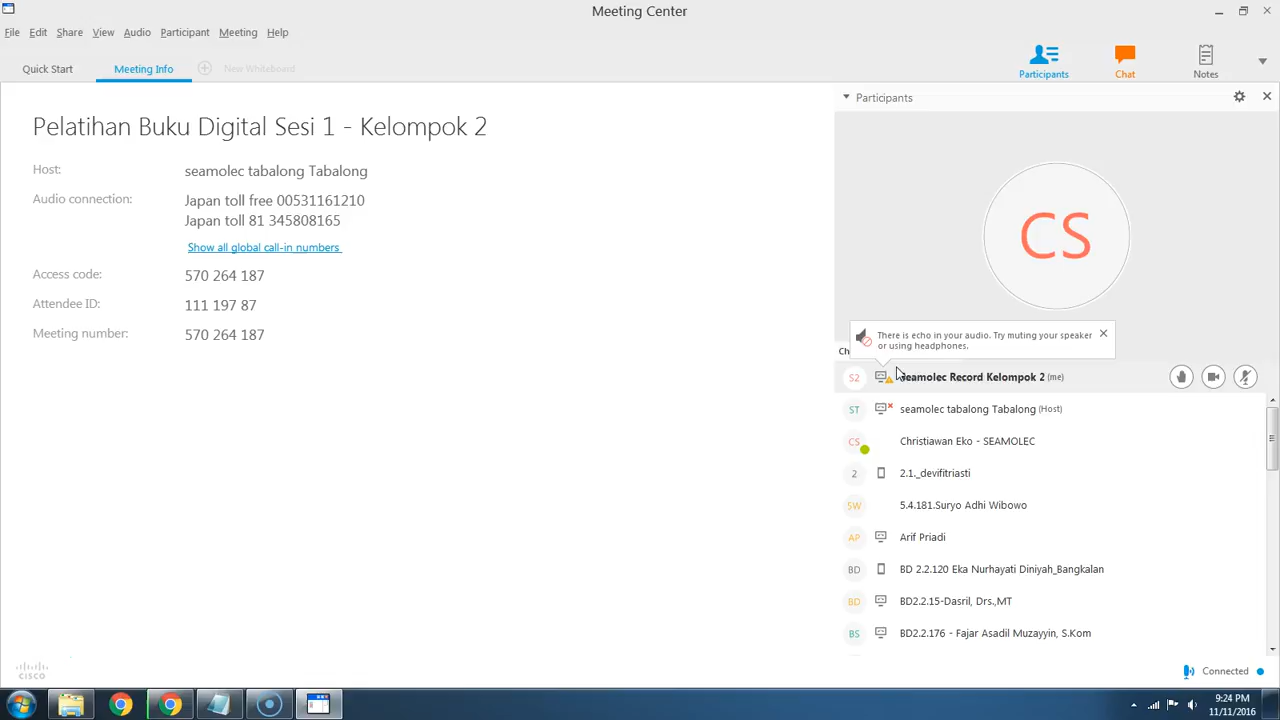 Meeting Center
File Edit Share View Audio Participant Meeting Help
Quick Start Meeting Info New Whiteboard
Participants Chat Notes
Participants
Pelatihan Buku Digital Sesi 1 - Kelompok 2
Host: seamolec tabalong Tabalong
Audio connection: Japan toll free 00531161210
Japan toll 81 345808165
Show all global call-in numbers
Access code: 570 264 187
Attendee ID: 111 197 87
Meeting number: 570 264 187
CS
There is echo in your audio. Try muting your speaker
or using headphones.
Ch
S2 seamolec Record Kelompok 2 (me)
ST seamolec tabalong Tabalong (Host)
CS Christiawan Eko - SEAMOLEC
2 2.1._devifitriasti
5W 5.4.181.Suryo Adhi Wibowo
AP Arif Priadi
BD BD 2.2.120 Eka Nurhayati Diniyah_Bangkalan
BD BD2.2.15-Dasril, Drs.,MT
BS BD2.2.176 - Fajar Asadil Muzayyin, S.Kom
cisco
Connected
9:24 PM
11/11/2016